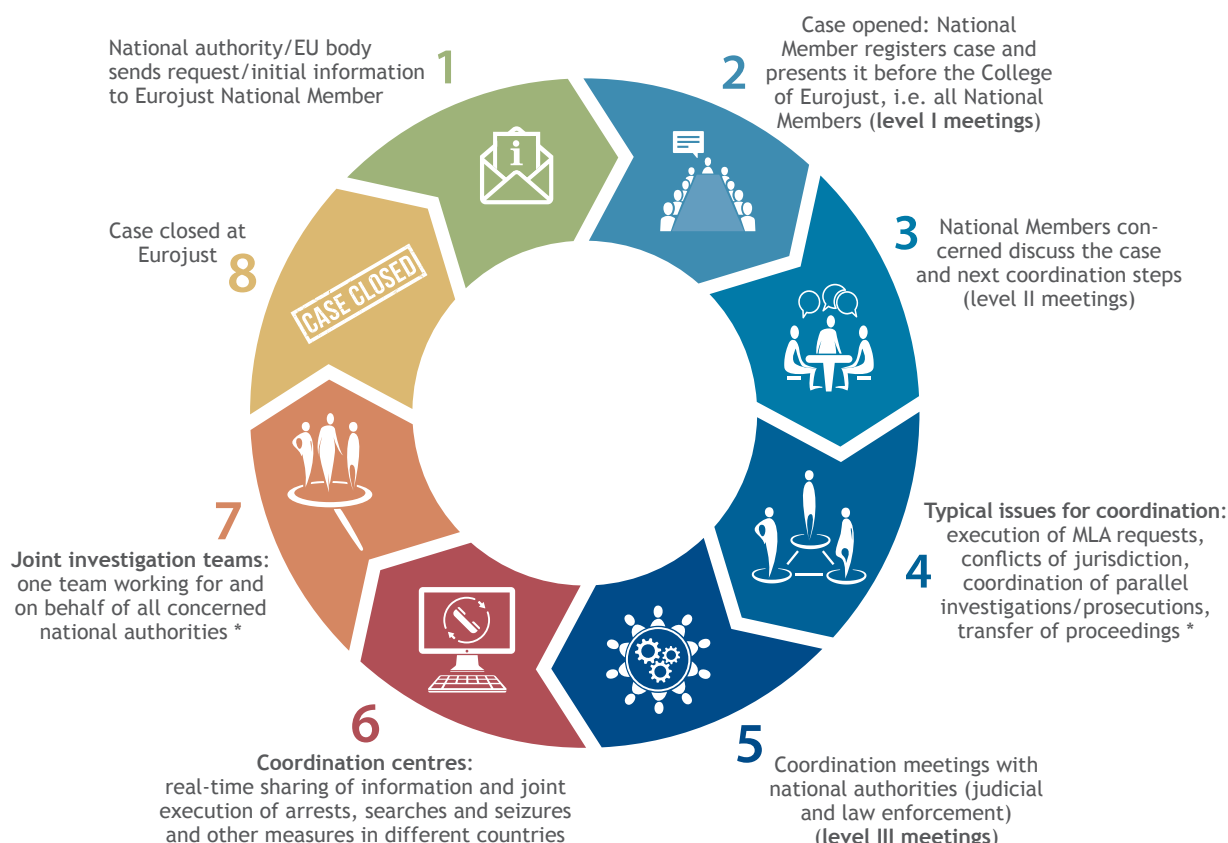 1
National authority/EU body
sends request/initial information
to Eurojust National Member
2
Case opened: National
Member registers case and
presents it before the College
of Eurojust, i.e. all National
Members (level I meetings)
3
National Members con-
cerned discuss the case
and next coordination steps
(level II meetings)
4
Typical issues for coordination:
execution of MLA requests,
conflicts of jurisdiction,
coordination of parallel
investigations/prosecutions,
transfer of proceedings *
5
Coordination meetings with
national authorities (judicial
and law enforcement)
(level III meetings)
6
Coordination centres:
real-time sharing of information and joint
execution of arrests, searches and seizures
and other measures in different countries
7
Joint investigation teams:
one team working for and
on behalf of all concerned
national authorities *
8
Case closed at
Eurojust
CASE CLOSED
i